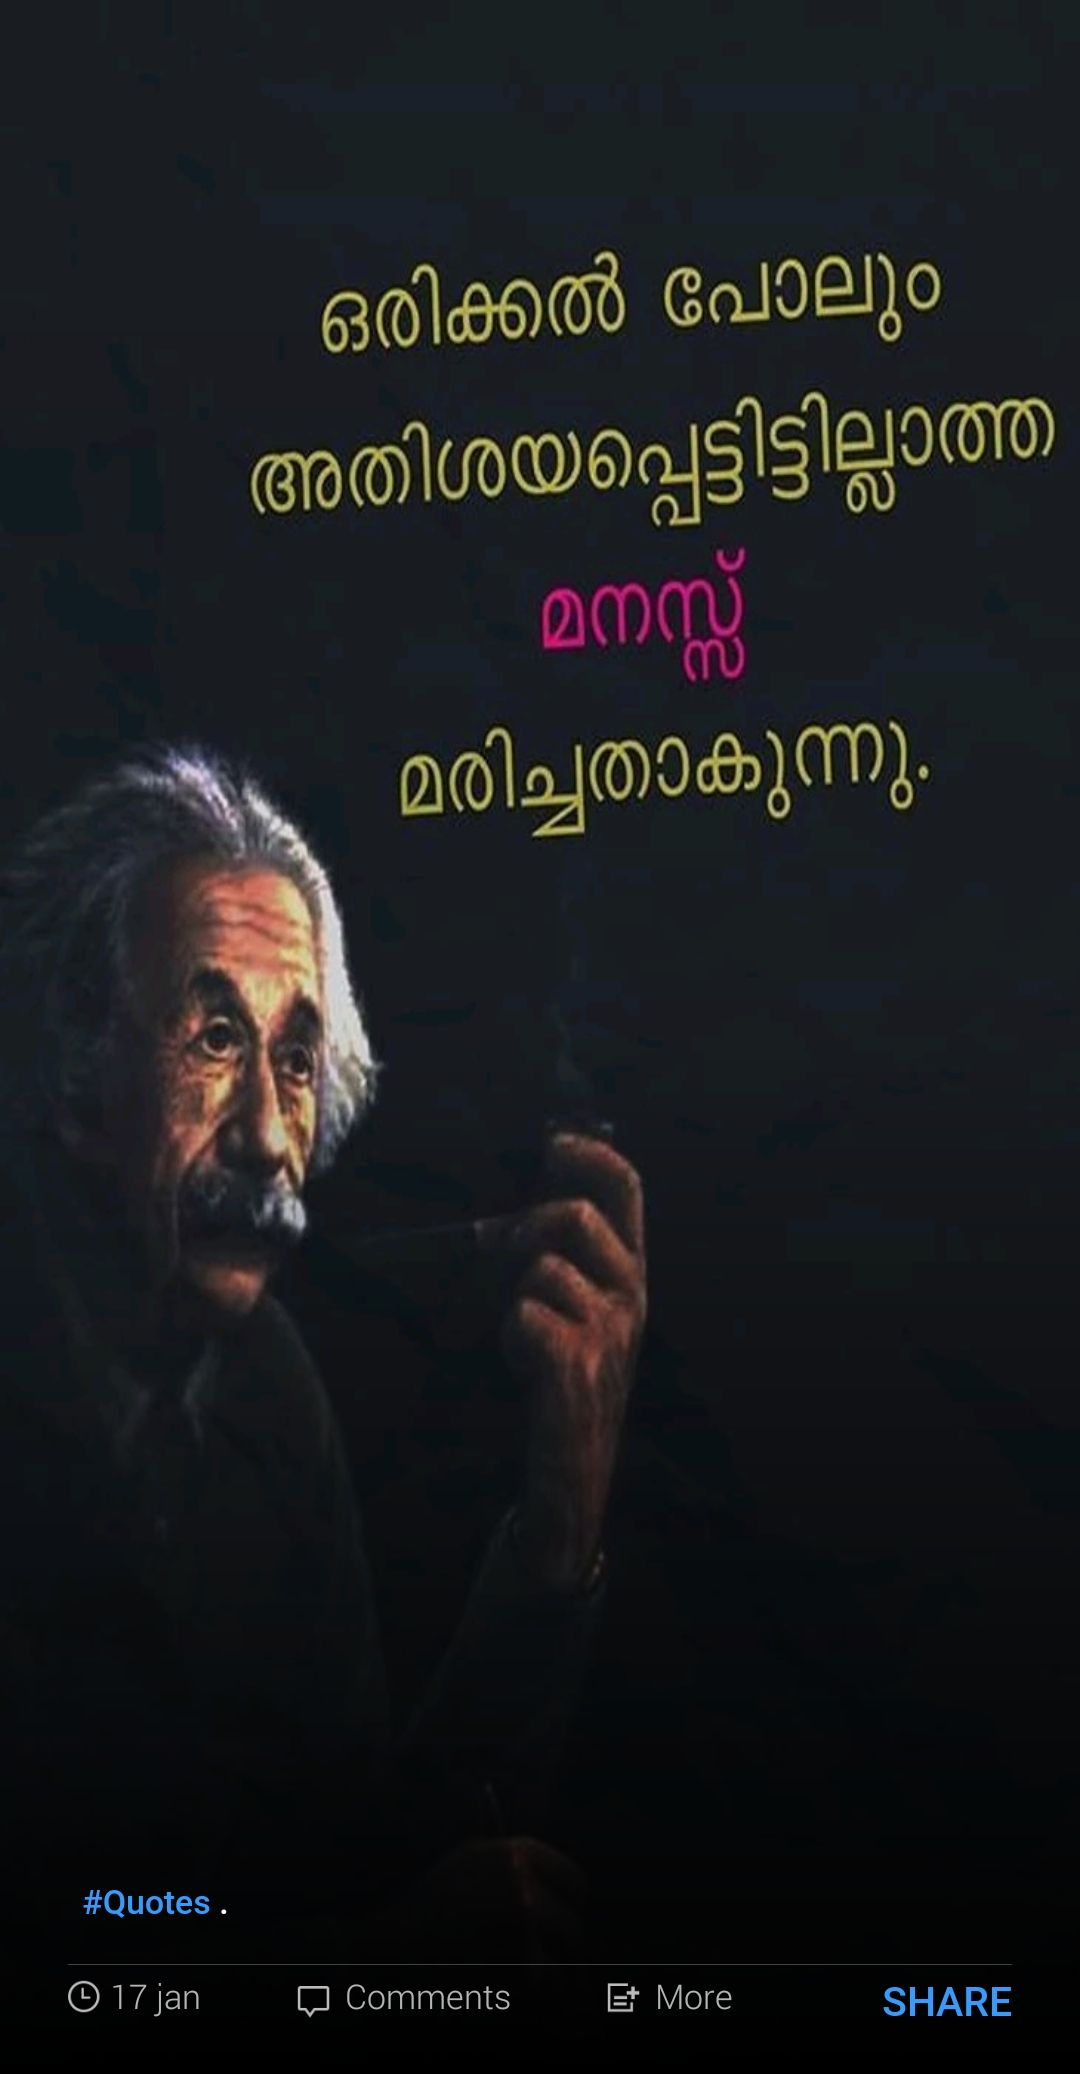 ഒരിക്കൽ പോലും
അതിശയപ്പെട്ടിട്ടില്ലാത്ത
മനസ്സ്
മരിച്ചതാകുന്നു.
#Quotes .
17 jan Comments More SHARE